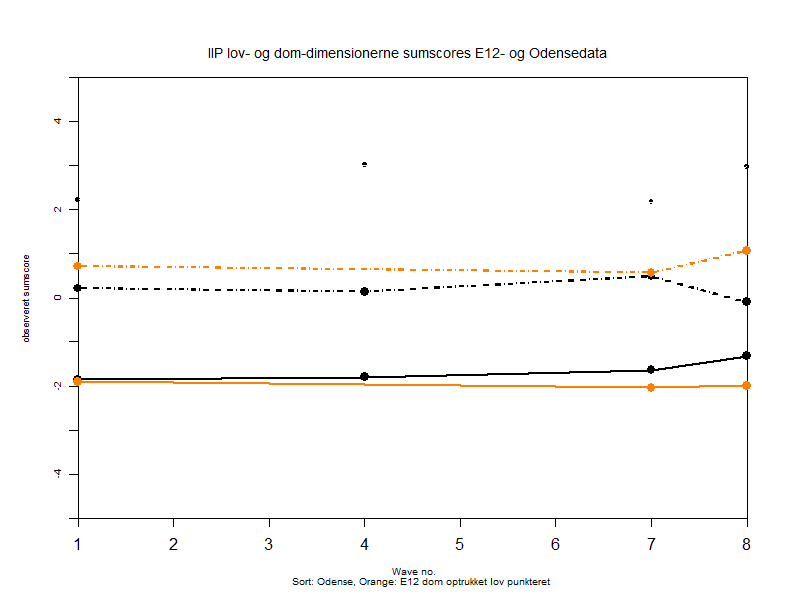 IIP lov- og dom-dimensionerne sumscores E12- og Odensedata
observeret sumscore
4
2
0
-2
-4
1 2 3 4 5 6 7 8
Wave no.
Sort: Odense, Orange: E12 dom optrukket lov punkteret